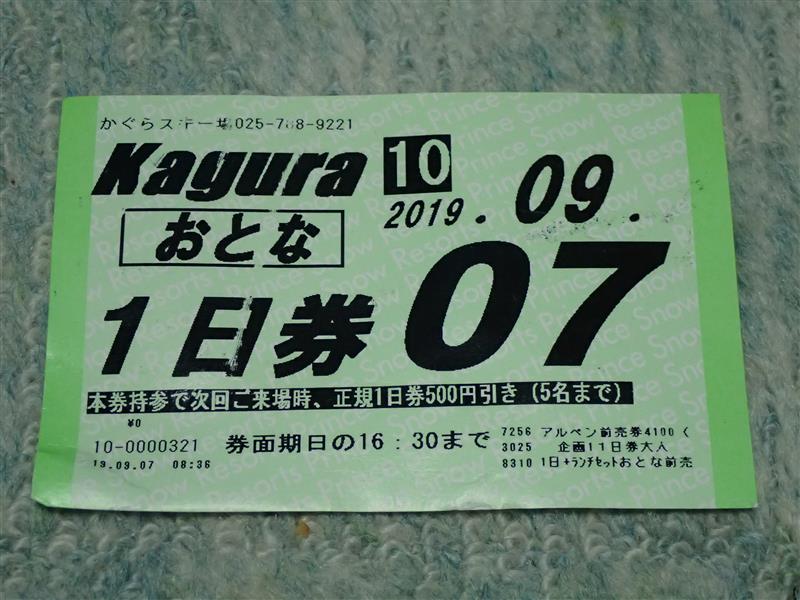 かぐらスキー場025-788-9221
Kagura 10 2019.09.07
おとな
1日券
本券持参で次回ご来場時、正規1日券500円引き（5名まで）
¥0
10-0000321 券面期日の16：30まで
19.09.07 08:36
7256 アルペン前売券4100く
3025 企画11日券大人
8310 1日+ランチセットおとな前売
Prince Snow Resorts